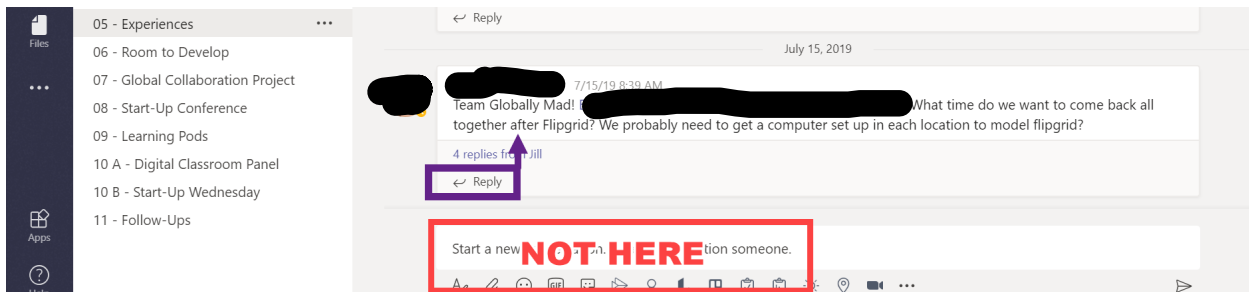 Files
05 - Experiences
06 - Room to Develop
07 - Global Collaboration Project
08 - Start-Up Conference
09 - Learning Pods
10 A - Digital Classroom Panel
10 B - Start-Up Wednesday
11 - Follow-Ups
Apps
Help
Reply
July 15, 2019
7/15/19 8:39 AM
Team Globally Mad! What time do we want to come back all
together after Flipgrid? We probably need to get a computer set up in each location to model flipgrid?
4 replies from Jill
Reply
Start a new someone.
NOT HERE
GIF